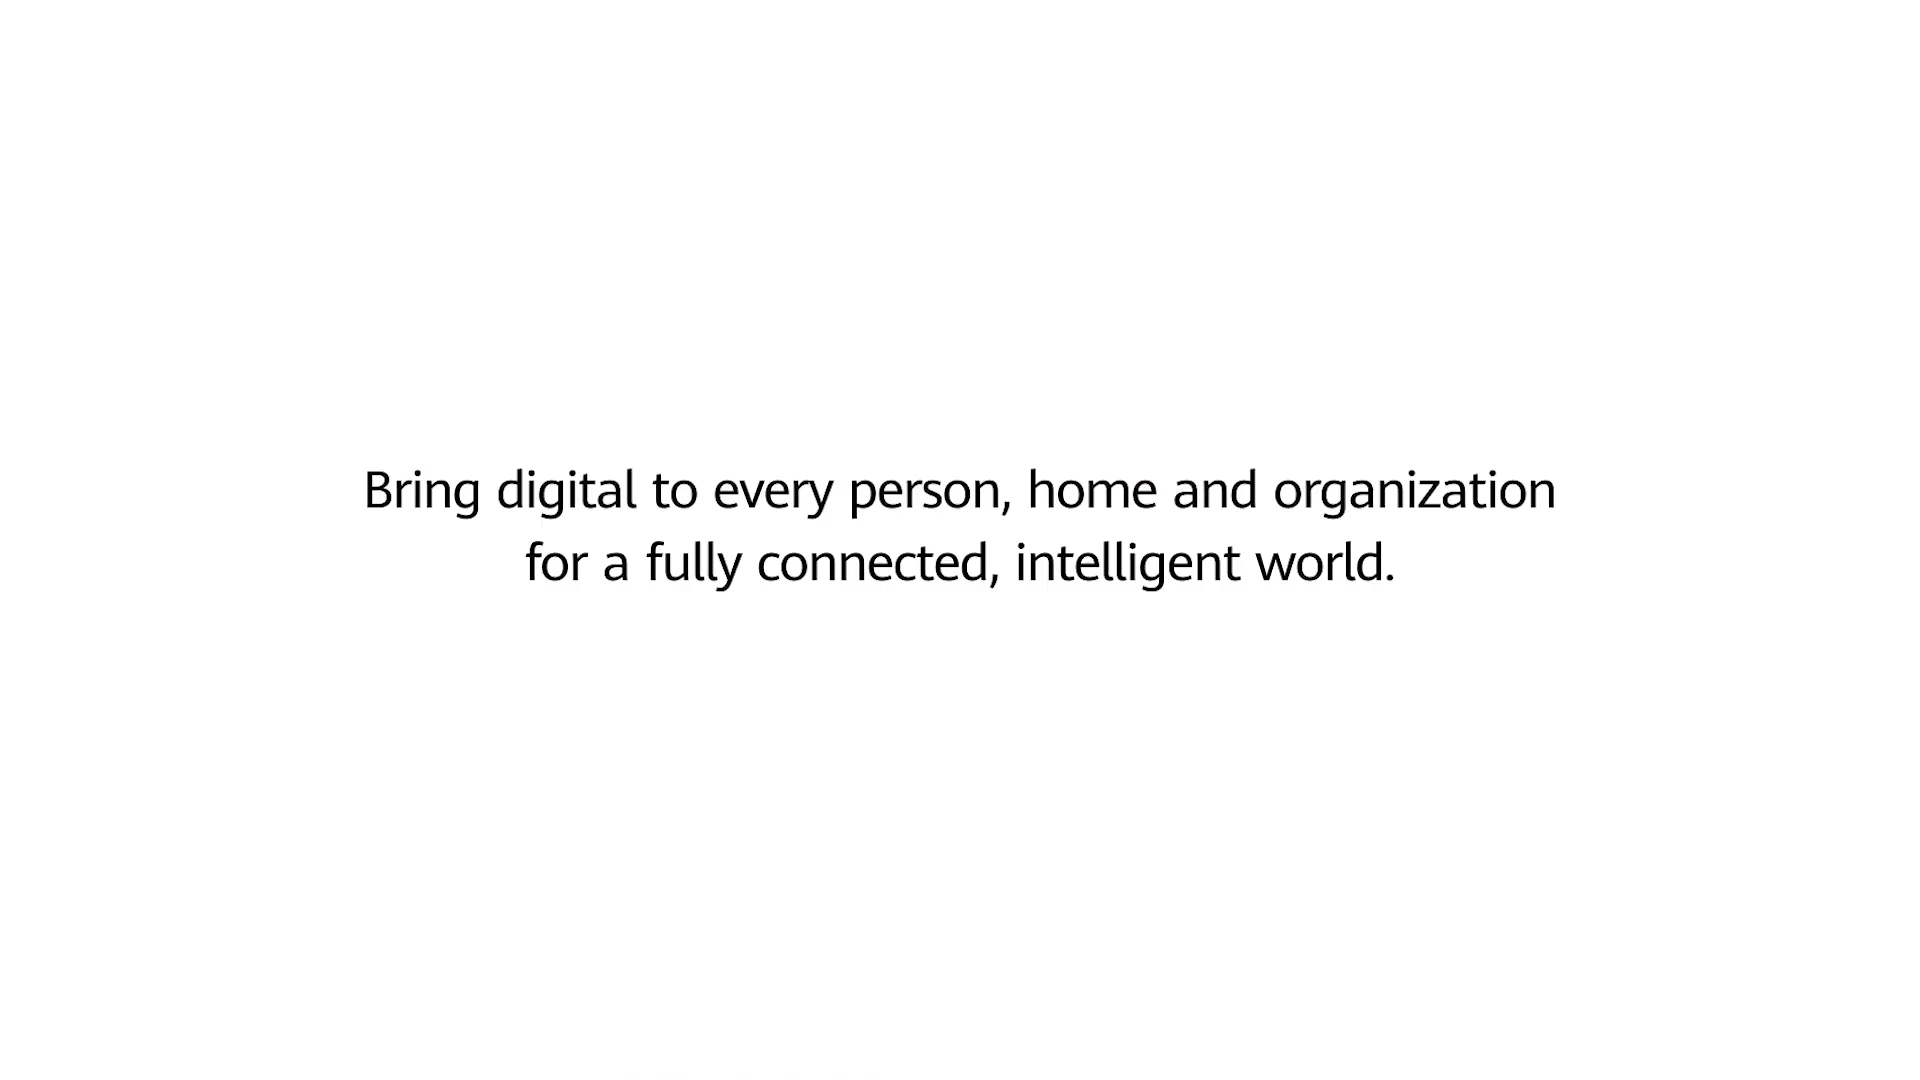 Bring digital to every person, home and organization
for a fully connected, intelligent world.